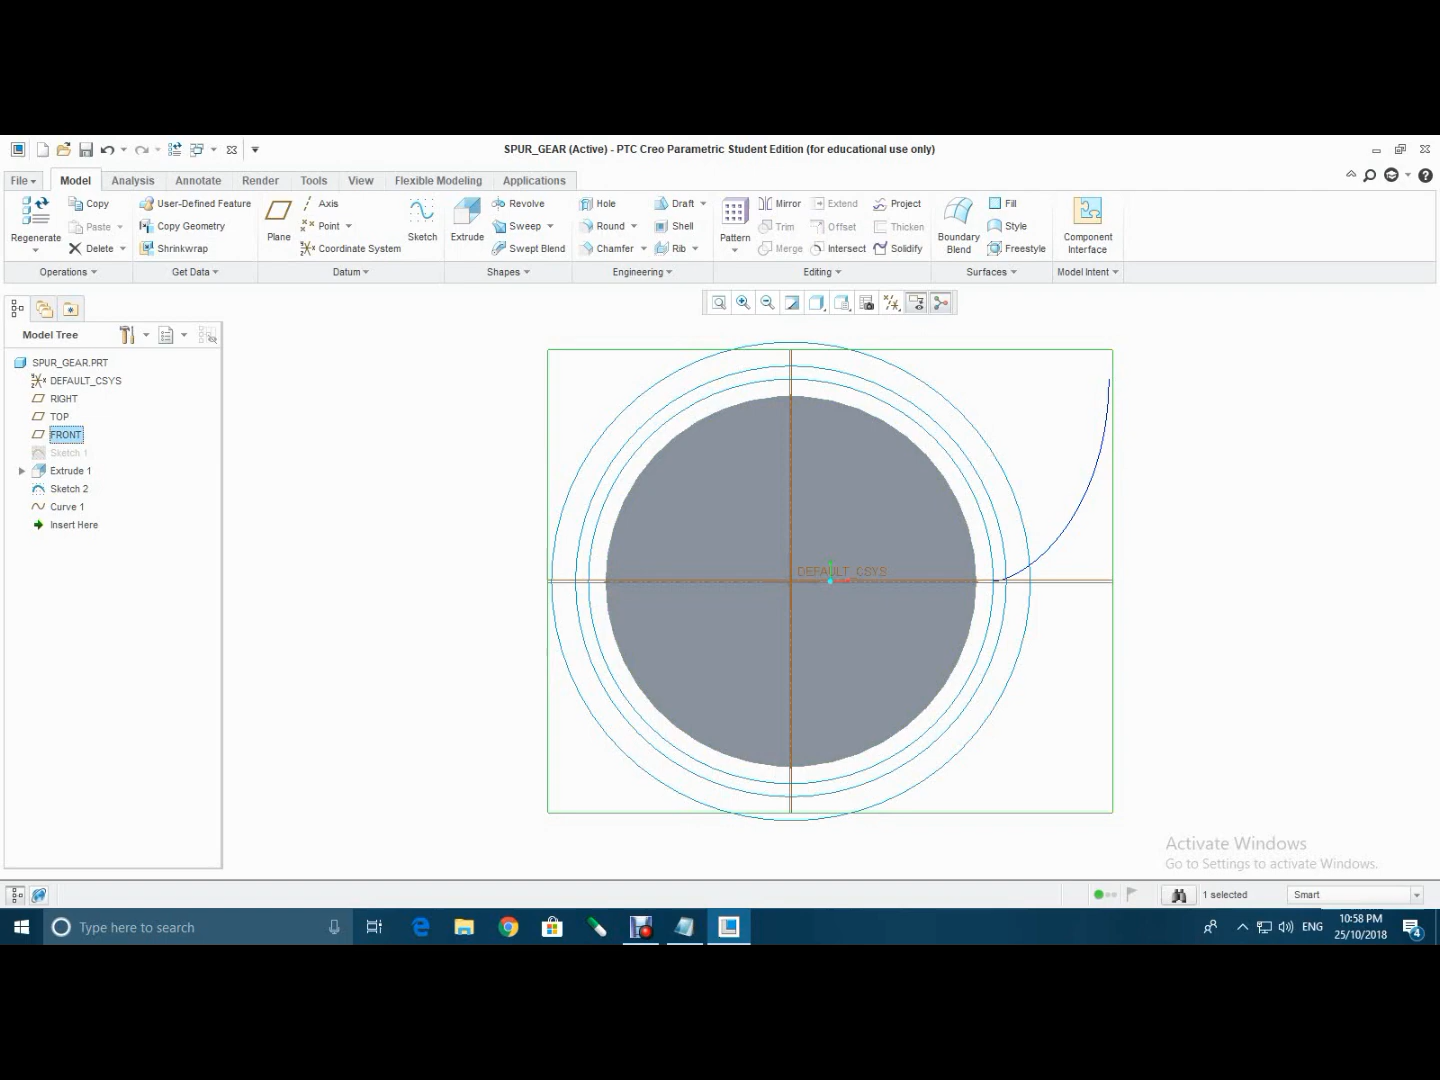 SPUR_GEAR (Active) - PTC Creo Parametric Student Edition (for educational use only)
File Model Analysis Annotate Render Tools View Flexible Modeling Applications
Regenerate Copy Paste Delete User-Defined Feature Copy Geometry Shrinkwrap Plane Axis Point Coordinate System Sketch Extrude Revolve Sweep Swept Blend Hole Round Chamfer Draft Shell Rib Pattern Mirror Trim Merge Extend Offset Intersect Project Thicken Solidify Boundary Blend Fill Style Freestyle Component Interface
Operations Get Data Datum Shapes Engineering Editing Surfaces Model Intent
Model Tree
SPUR_GEAR.PRT
DEFAULT_CSYS
RIGHT
TOP
FRONT
Sketch 1
Extrude 1
Sketch 2
Curve 1
Insert Here
DEFAULT_CSYS
Activate Windows
Go to Settings to activate Windows.
1 selected Smart
Type here to search
ENG
10:58 PM
25/10/2018
4